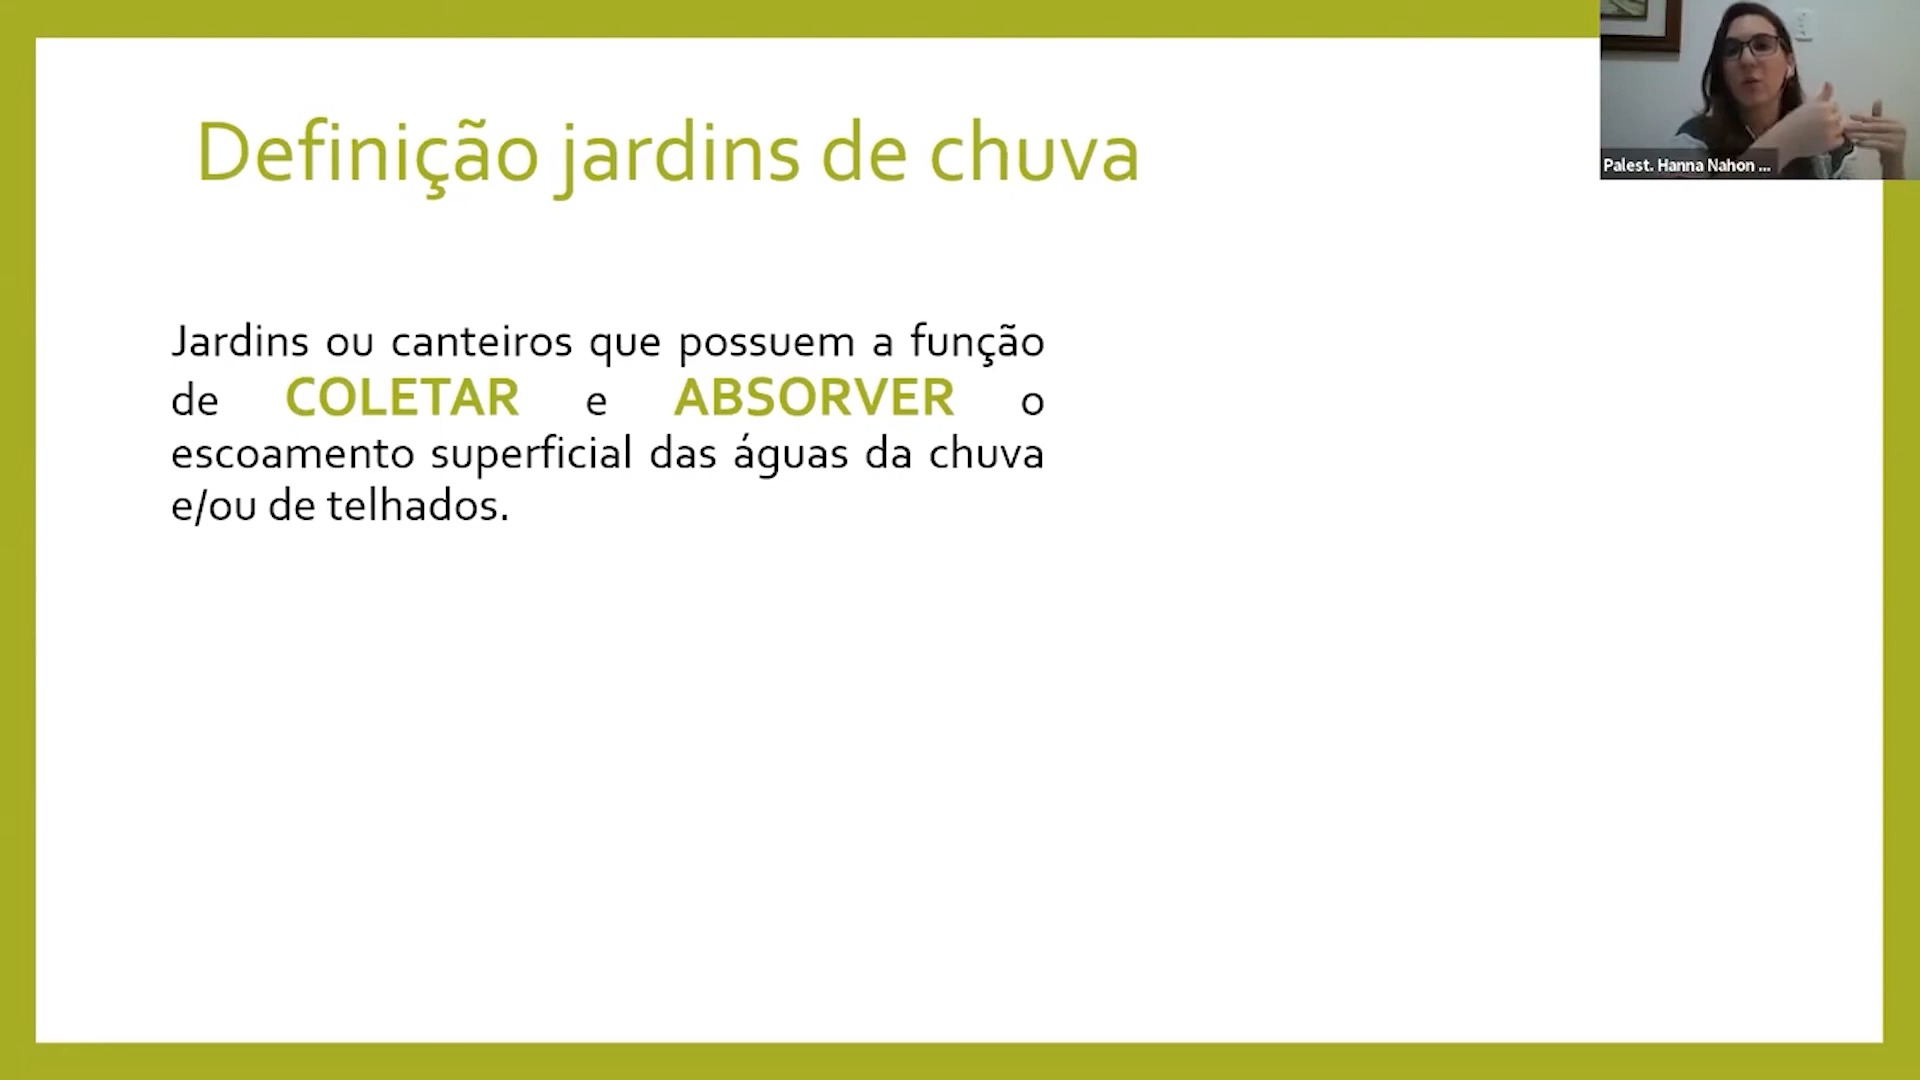 Definição jardins de chuva
Palest. Hanna Nahon ...
Jardins ou canteiros que possuem a função
de COLETAR e ABSORVER o
escoamento superficial das águas da chuva
e/ou de telhados.